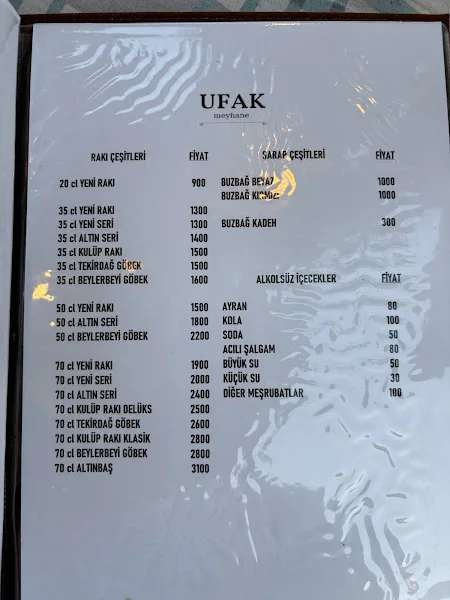 UFAK
meyhane
RAKI ÇEŞİTLERİ FİYAT
20 cl YENİ RAKI 900
35 cl YENİ RAKI 1300
35 cl YENİ SERİ 1300
35 cl ALTIN SERİ 1400
35 cl KULÜP RAKI 1500
35 cl TEKİRDAĞ GÖBEK 1500
35 cl BEYLERBEYİ GÖBEK 1600
50 cl YENİ RAKI 1500
50 cl ALTIN SERİ 1800
50 cl BEYLERBEYİ GÖBEK 2200
70 cl YENİ RAKI 1900
70 cl YENİ SERİ 2000
70 cl ALTIN SERİ 2400
70 cl KULÜP RAKI DELÜKS 2500
70 cl TEKİRDAĞ GÖBEK 2600
70 cl KULÜP RAKI KLASİK 2800
70 cl BEYLERBEYİ GÖBEK 2800
70 cl ALTINBAŞ 3100
ŞARAP ÇEŞİTLERİ FİYAT
BUZBAĞ BEYAZ 1000
BUZBAĞ KIRMIZI 1000
BUZBAĞ KADEH 300
ALKOLSÜZ İÇECEKLER FİYAT
AYRAN 80
KOLA 100
SODA 50
ACILI ŞALGAM 80
BÜYÜK SU 50
KÜÇÜK SU 30
DİĞER MEŞRUBATLAR 100